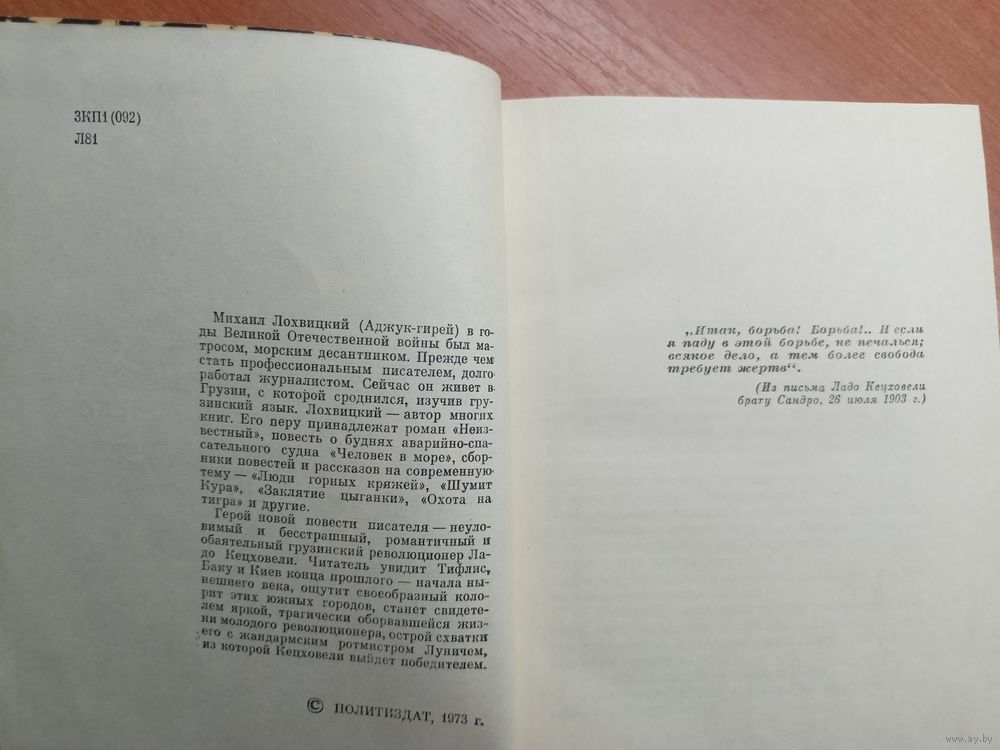 3КП1(092)
Л81
Михаил Лохвицкий (Аджук-гирей) в го-
ды Великой Отечественной войны был ма-
тросом, морским десантником. Прежде чем
стать профессиональным писателем, долго
работал журналистом. Сейчас он живет в
Грузии, с которой сроднился, изучив гру-
зинский язык. Лохвицкий — автор многих
книг. Его перу принадлежат роман «Неиз-
вестный», повесть о буднях аварийно-спа-
сательного судна «Человек в море», сбор-
ники повестей и рассказов на современную
тему — «Люди горных кряжей», «Шумит
Кура», «Заклятие цыганки», «Охота на
тигра» и другие.
Герой новой повести писателя — неуло-
вимый и бесстрашный, романтичный и
обаятельный грузинский революционер Ла-
до Кецховели. Читатель увидит Тифлис,
Баку и Киев конца прошлого — начала ны-
нешнего века, ощутит своеобразный коло-
рит этих южных городов, станет свидете-
лем яркой, трагически оборвавшейся жиз-
ни молодого революционера, острой схватки
его с жандармским ротмистром Луничем,
из которой Кецховели выйдет победителем.
© ПОЛИТИЗДАТ, 1973 г.
„Итак, борьба! Борьба!.. И если
я паду в этой борьбе, не печалься;
всякое дело, а тем более свобода
требует жертв“.
(Из письма Ладо Кецховели
брату Сандро, 26 июля 1903 г.)
www.ay.by